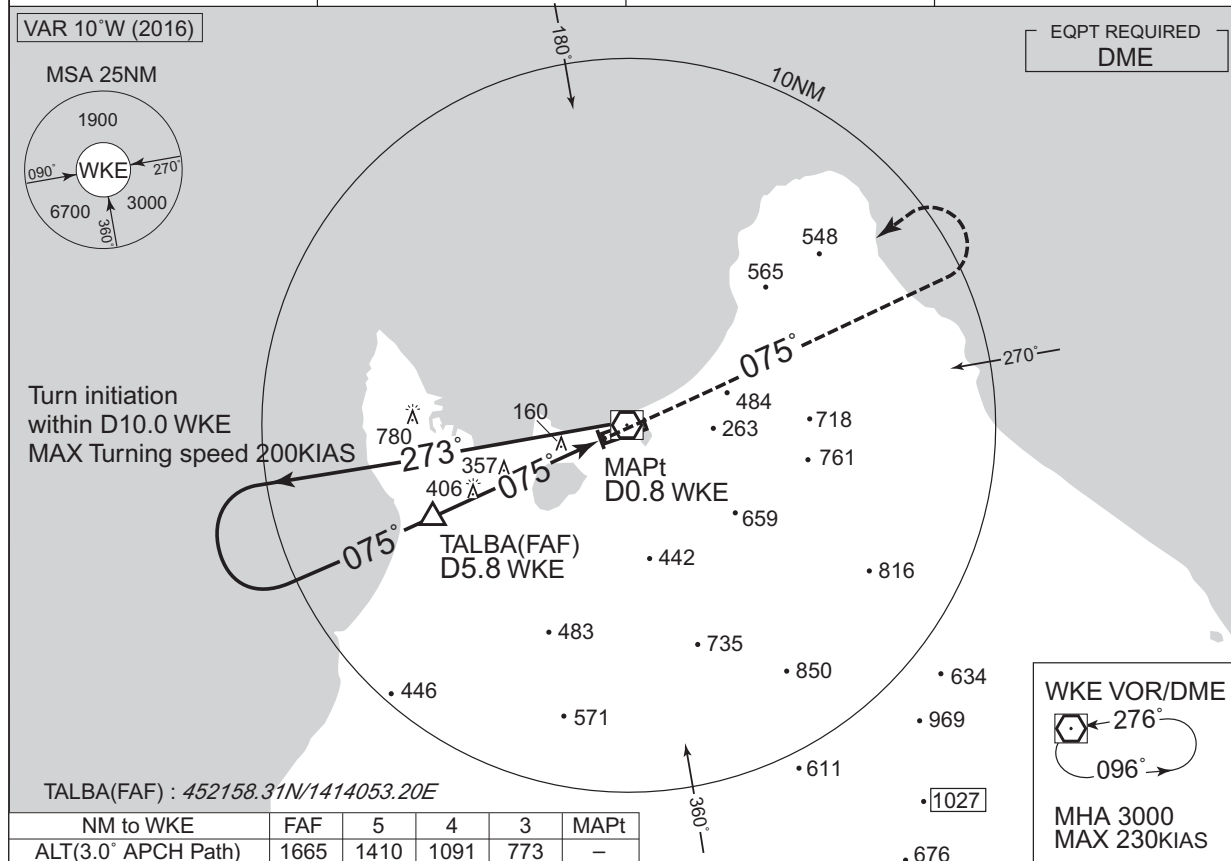 VAR 10°W (2016)
EQPT REQUIRED
DME
MSA 25NM
1900
WKE
090°
270°
6700
3000
360°
180°
10NM
548
565
075°
270°
484
718
263
761
Turn initiation
within D10.0 WKE
MAX Turning speed 200KIAS
160
780
273°
357
406
075°
MAPt
D0.8 WKE
659
075°
TALBA(FAF)
D5.8 WKE
442
816
483
735
850
634
446
571
969
611
1027
676
360°
WKE VOR/DME
276°
096°
MHA 3000
MAX 230KIAS
TALBA(FAF) : 452158.31N/1414053.20E
NM to WKE FAF 5 4 3 MAPt
ALT(3.0° APCH Path) 1665 1410 1091 773 –